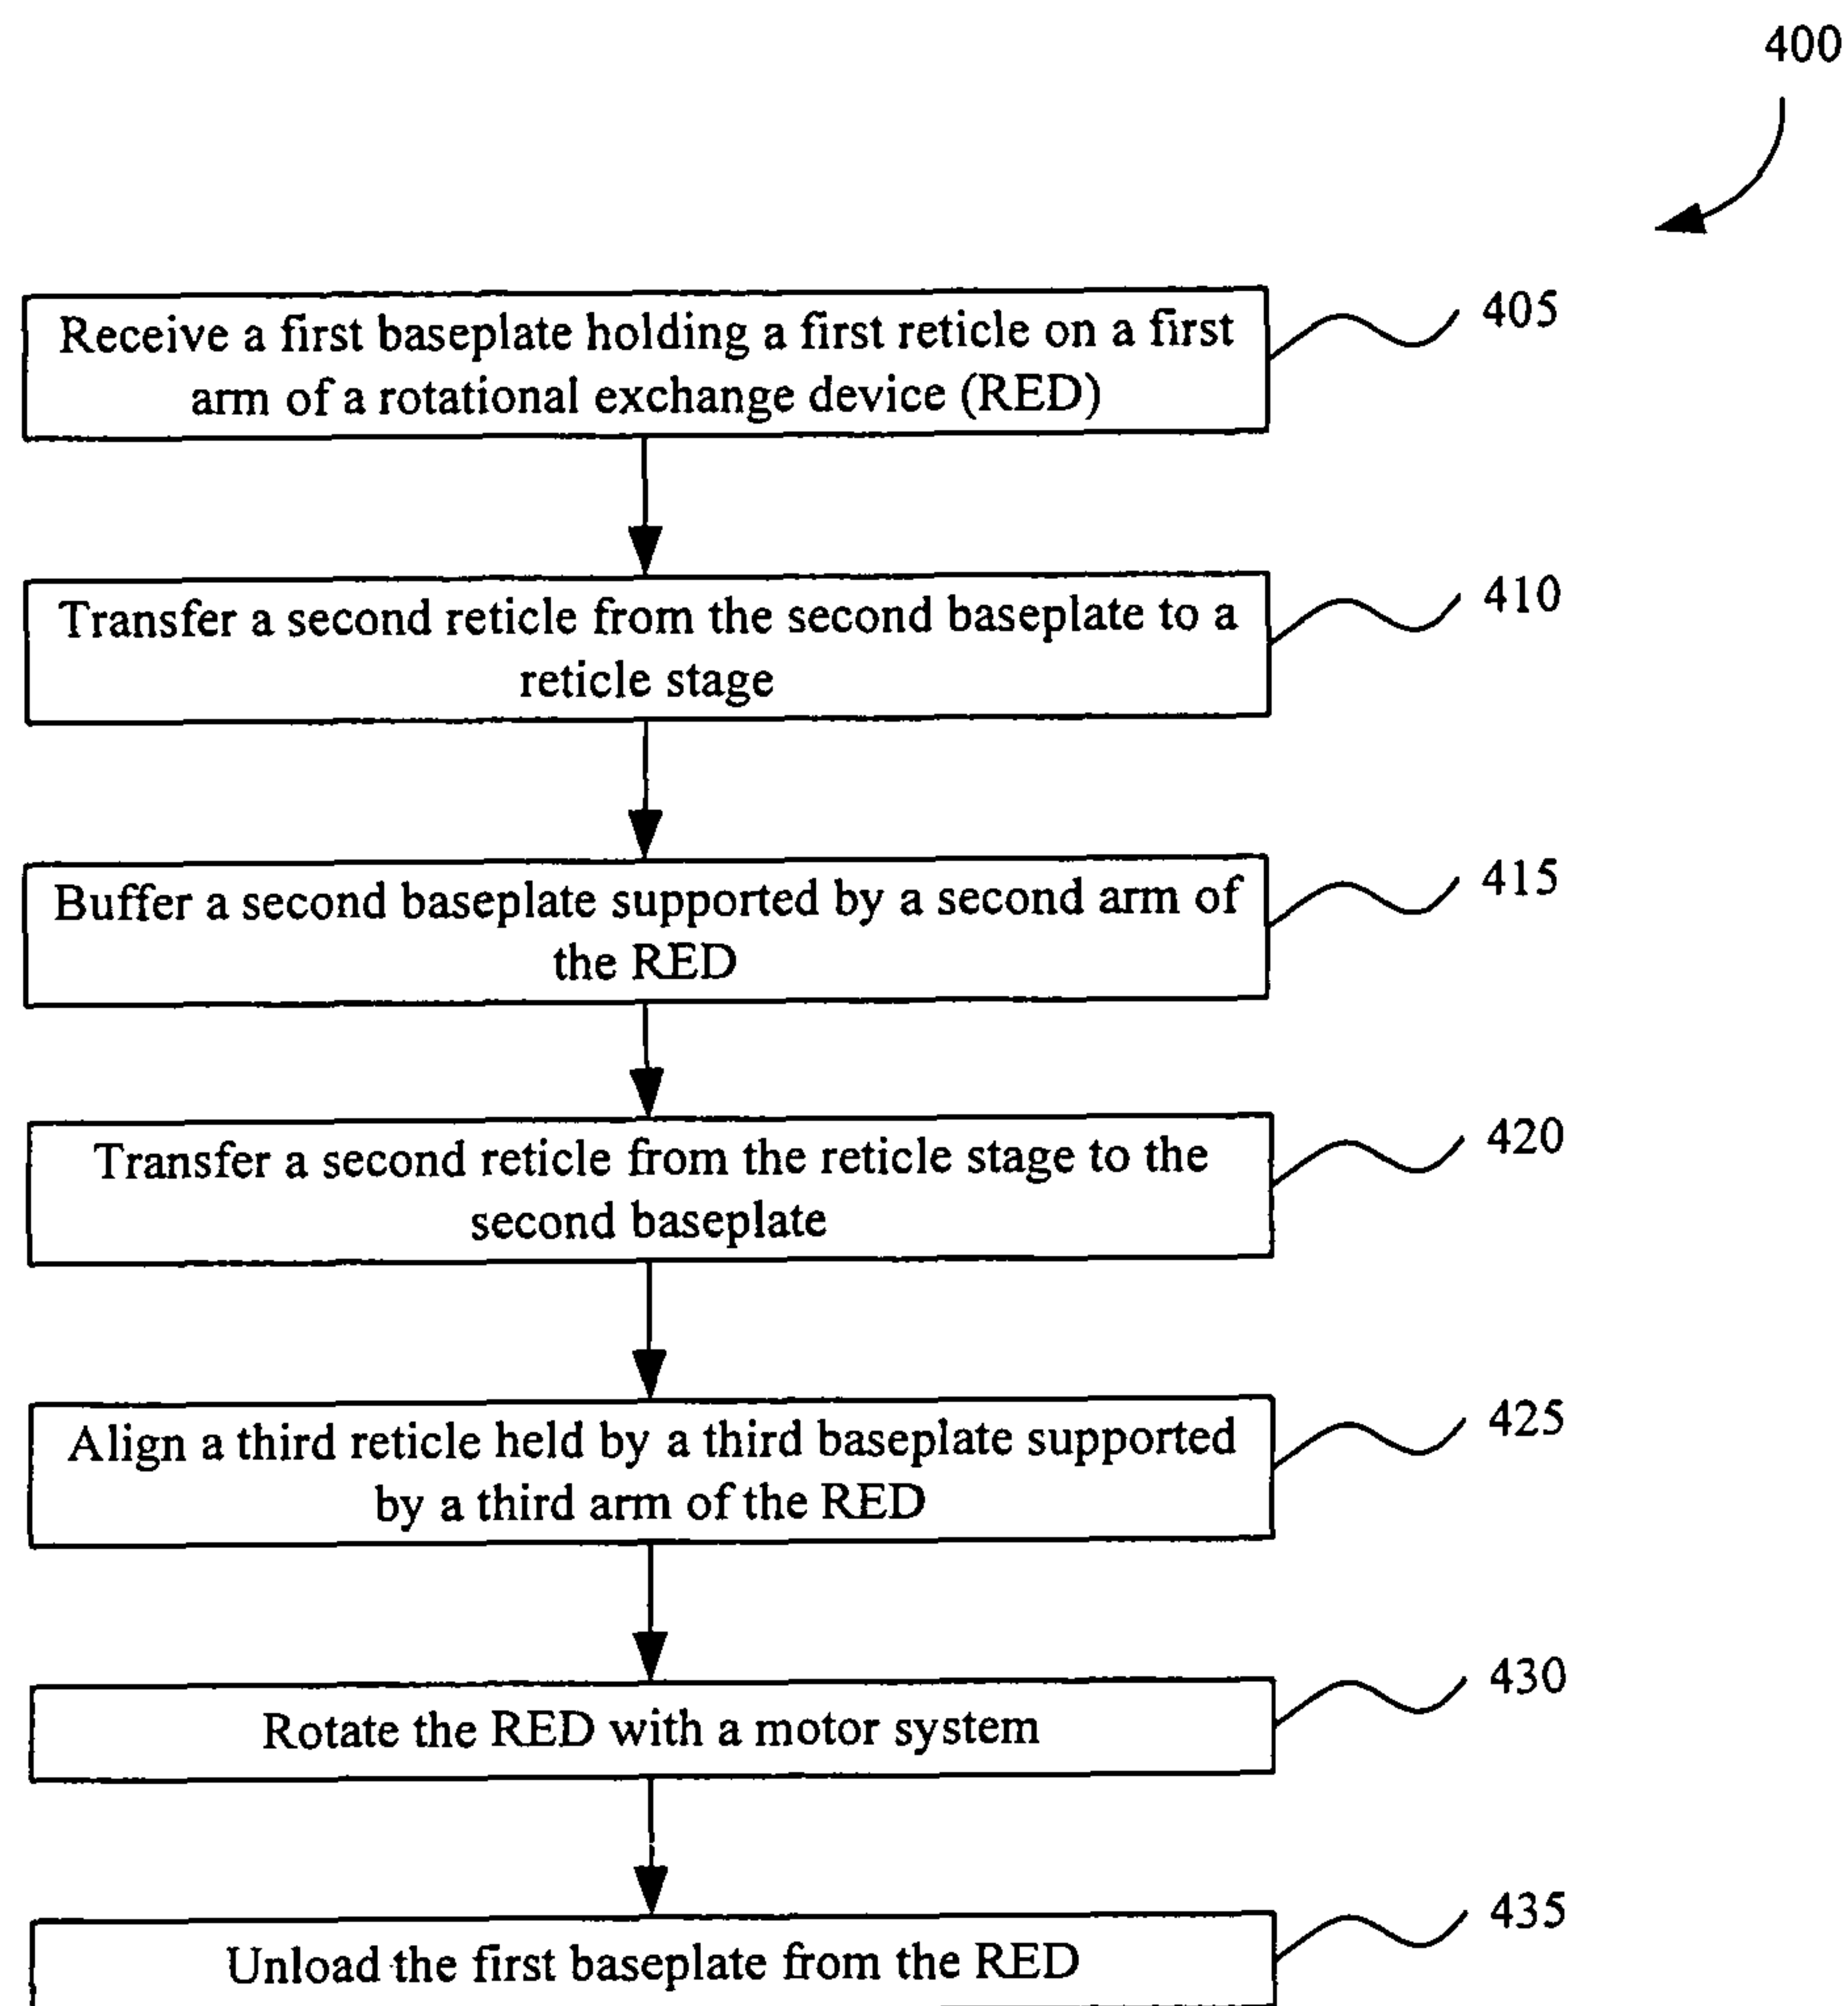 400
Receive a first baseplate holding a first reticle on a first
arm of a rotational exchange device (RED)
405
Transfer a second reticle from the second baseplate to a
reticle stage
410
Buffer a second baseplate supported by a second arm of
the RED
415
Transfer a second reticle from the reticle stage to the
second baseplate
420
Align a third reticle held by a third baseplate supported
by a third arm of the RED
425
Rotate the RED with a motor system
430
Unload the first baseplate from the RED
435